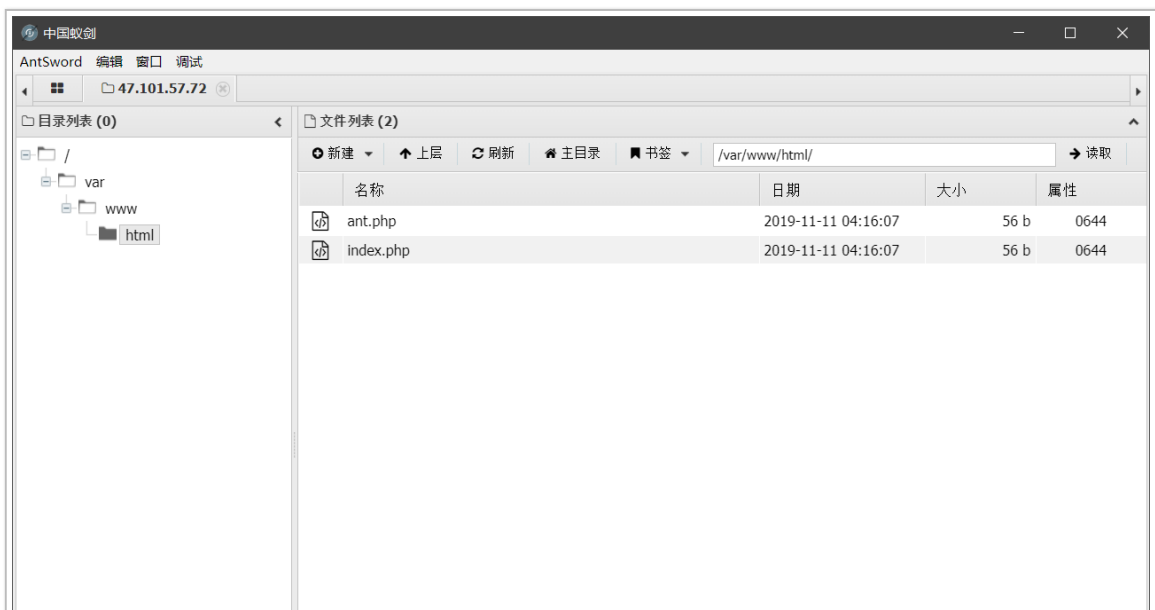 中国蚁剑
AntSword 编辑 窗口 调试
47.101.57.72
目录列表 (0)
文件列表 (2)
新建 上层 刷新 主目录 书签 /var/www/html/ 读取
/
var
www
html
名称 日期 大小 属性
ant.php 2019-11-11 04:16:07 56 b 0644
index.php 2019-11-11 04:16:07 56 b 0644